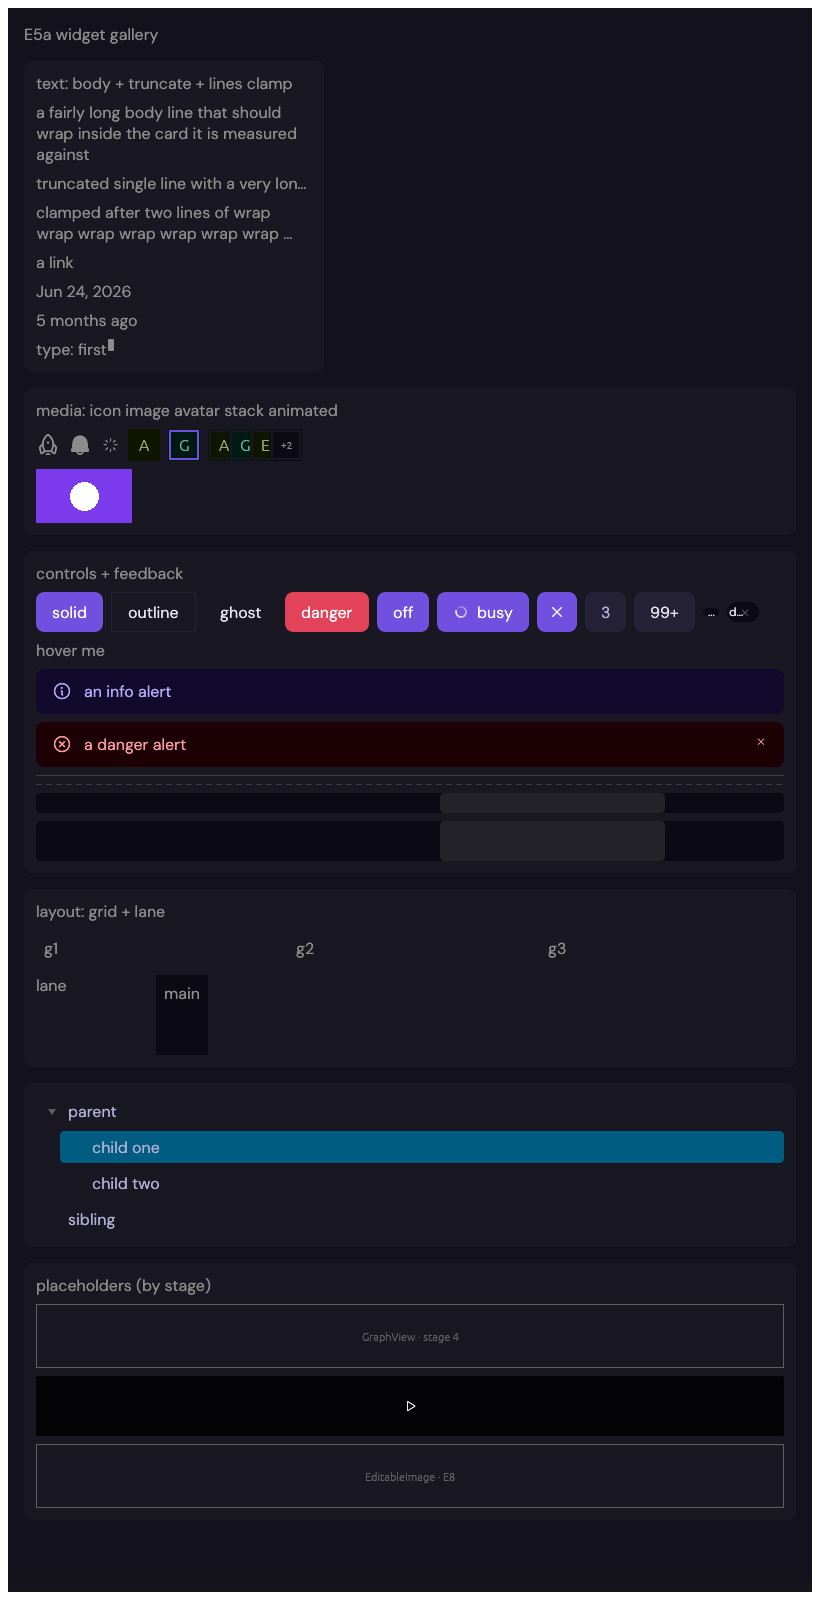 E5a widget gallery
text: body + truncate + lines clamp
a fairly long body line that should
wrap inside the card it is measured
against
truncated single line with a very lon...
clamped after two lines of wrap
wrap wrap wrap wrap wrap wrap ...
a link
Jun 24, 2026
5 months ago
type: first
media: icon image avatar stack animated
A G A G E +2
controls + feedback
solid outline ghost danger off busy 3 99+ ... d...
hover me
an info alert
a danger alert
layout: grid + lane
g1 g2 g3
lane main
parent
child one
child two
sibling
placeholders (by stage)
GraphView · stage 4
EditableImage · E8